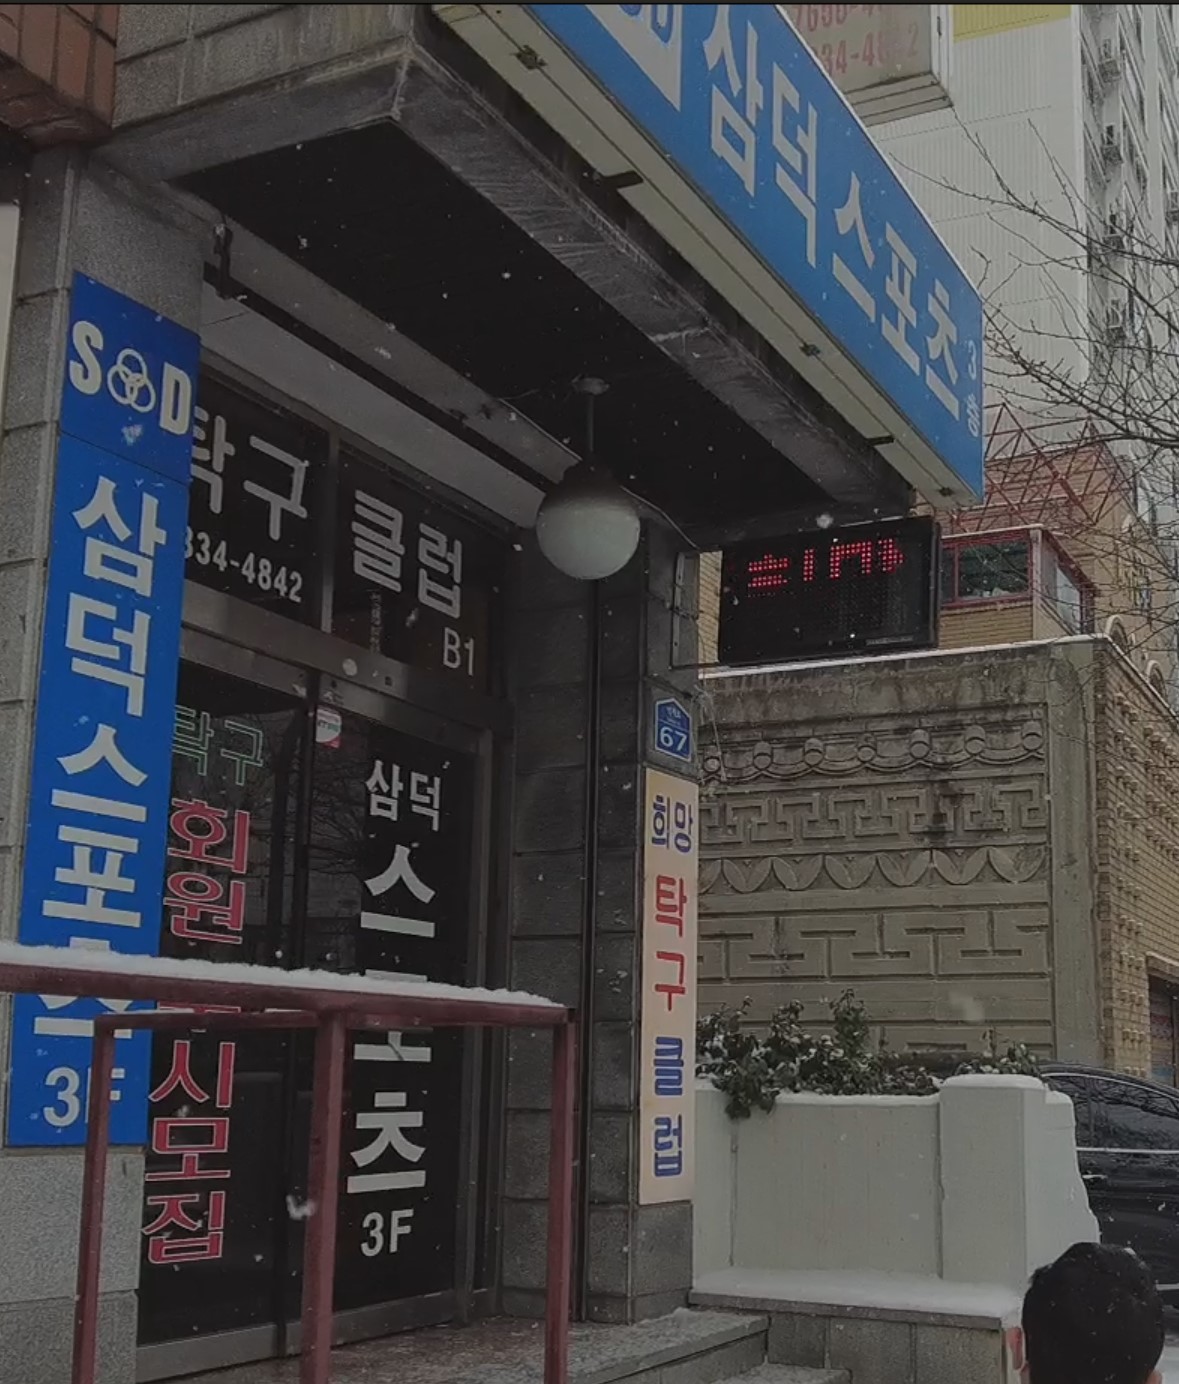 삼덕스포츠
3층
34-4842
S&D
삼덕스포츠
3F
탁구 클럽
334-4842
B1
탁구
회원
시모집
삼덕
스포츠
3F
67
희망
탁구
클럽